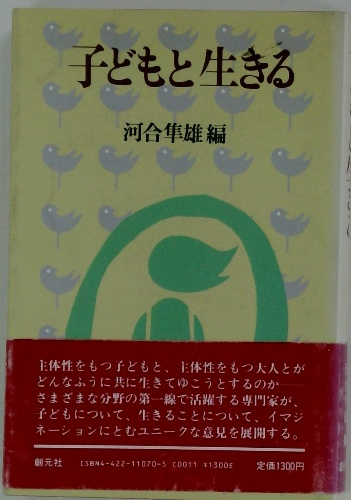 子どもと生きる
河合隼雄編
主体性をもつ子どもと、主体性をもつ大人とが
どんなふうに共に生きてゆこうとするのか──
さまざまな分野の第一線で活躍する専門家が、
子どもについて、生きることについて、イマジ
ネーションにとむユニークな意見を展開する。
創元社 ISBN4-422-11070-5 C0011 ¥1300E 定価1300円